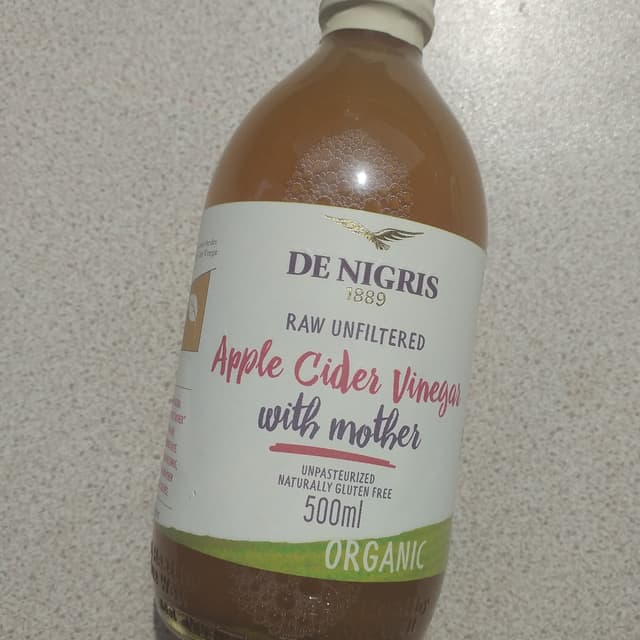 DE NIGRIS
1889
RAW UNFILTERED
Apple Cider Vinegar
with mother
UNPASTEURIZED
NATURALLY GLUTEN FREE
500ml
ORGANIC